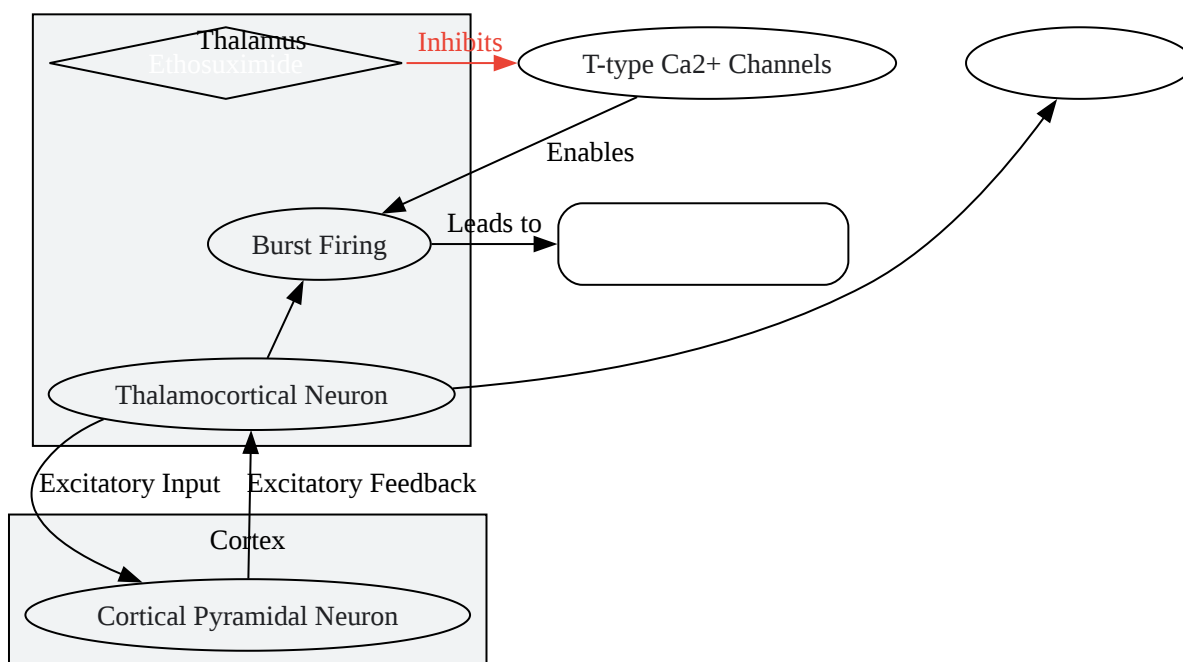 Thalamus
Ethosuximide
Inhibits
T-type Ca2+ Channels
Enables
Burst Firing
Leads to
Thalamocortical Neuron
Excitatory Input
Excitatory Feedback
Cortex
Cortical Pyramidal Neuron